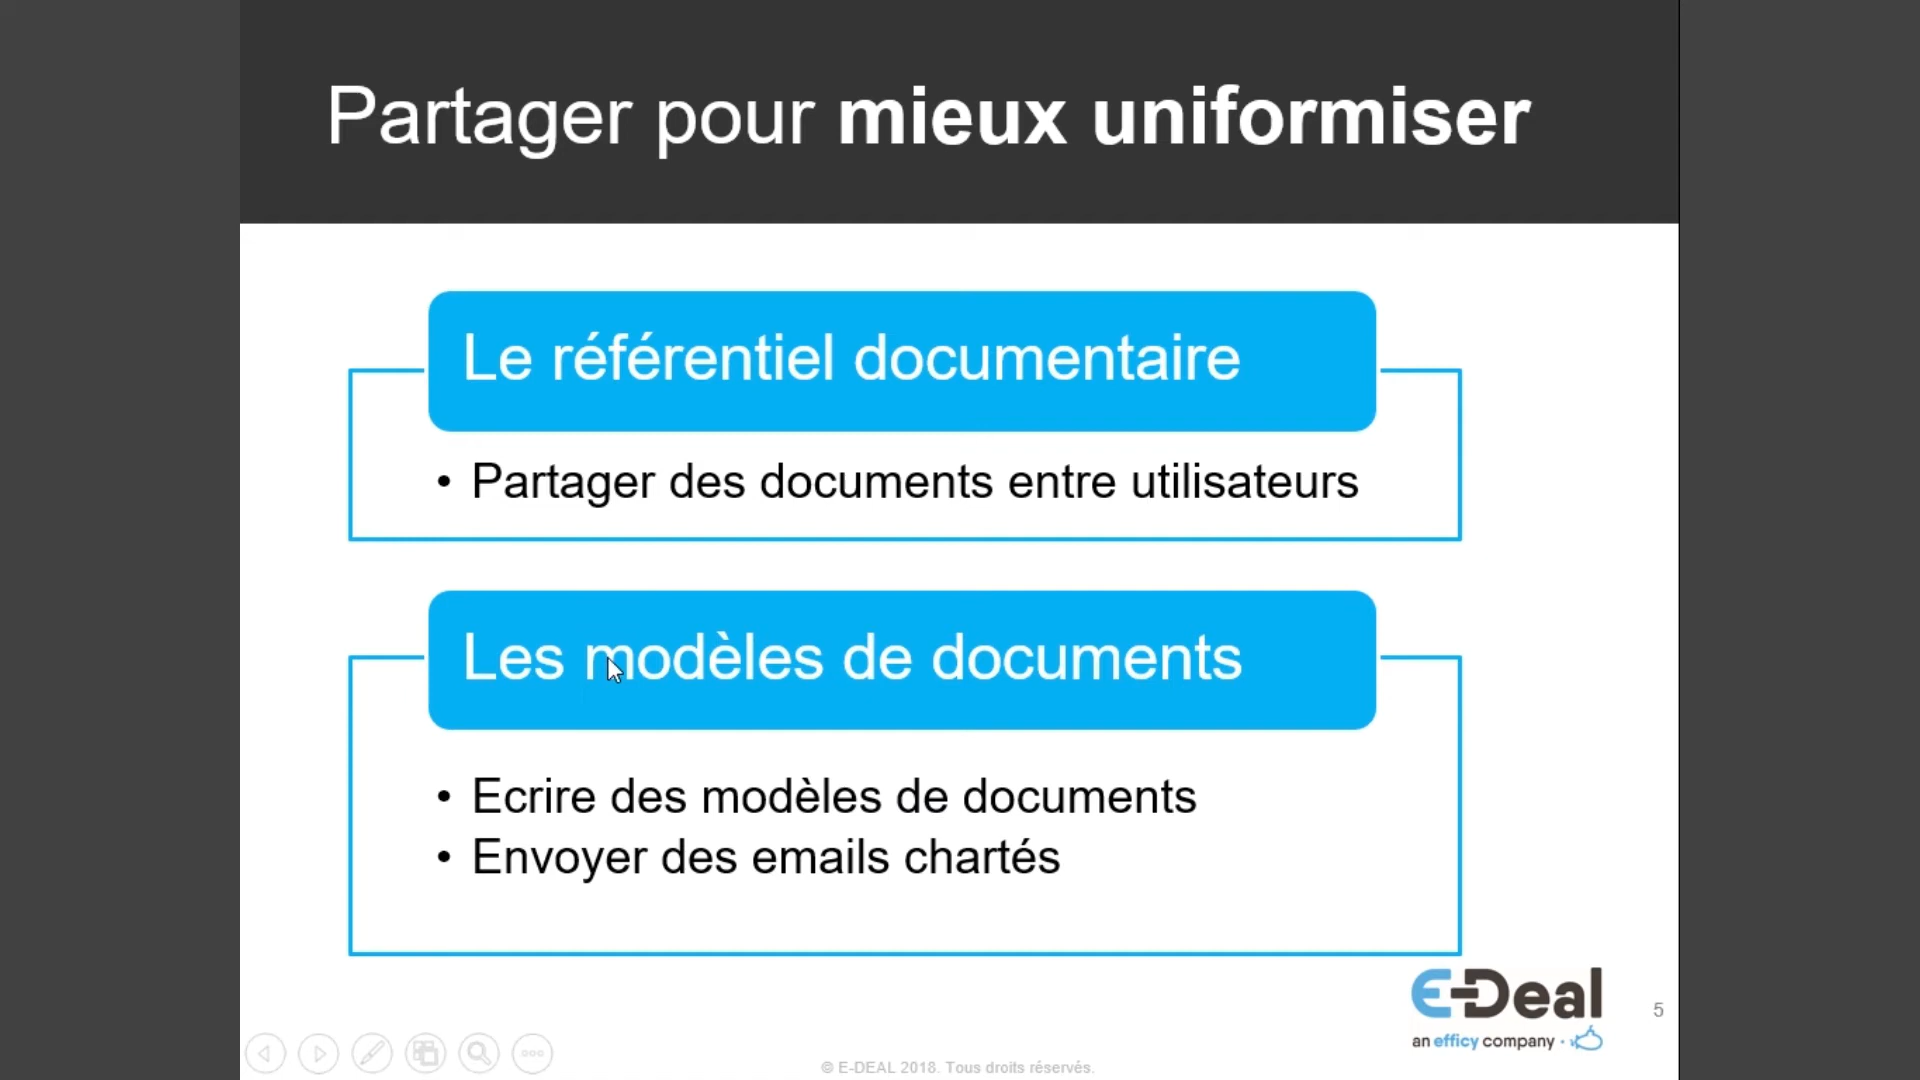 Partager pour mieux uniformiser
Le référentiel documentaire
• Partager des documents entre utilisateurs
Les modèles de documents
• Ecrire des modèles de documents
• Envoyer des emails chartés
E-Deal
an efficy company
5
© E-DEAL 2018. Tous droits réservés.